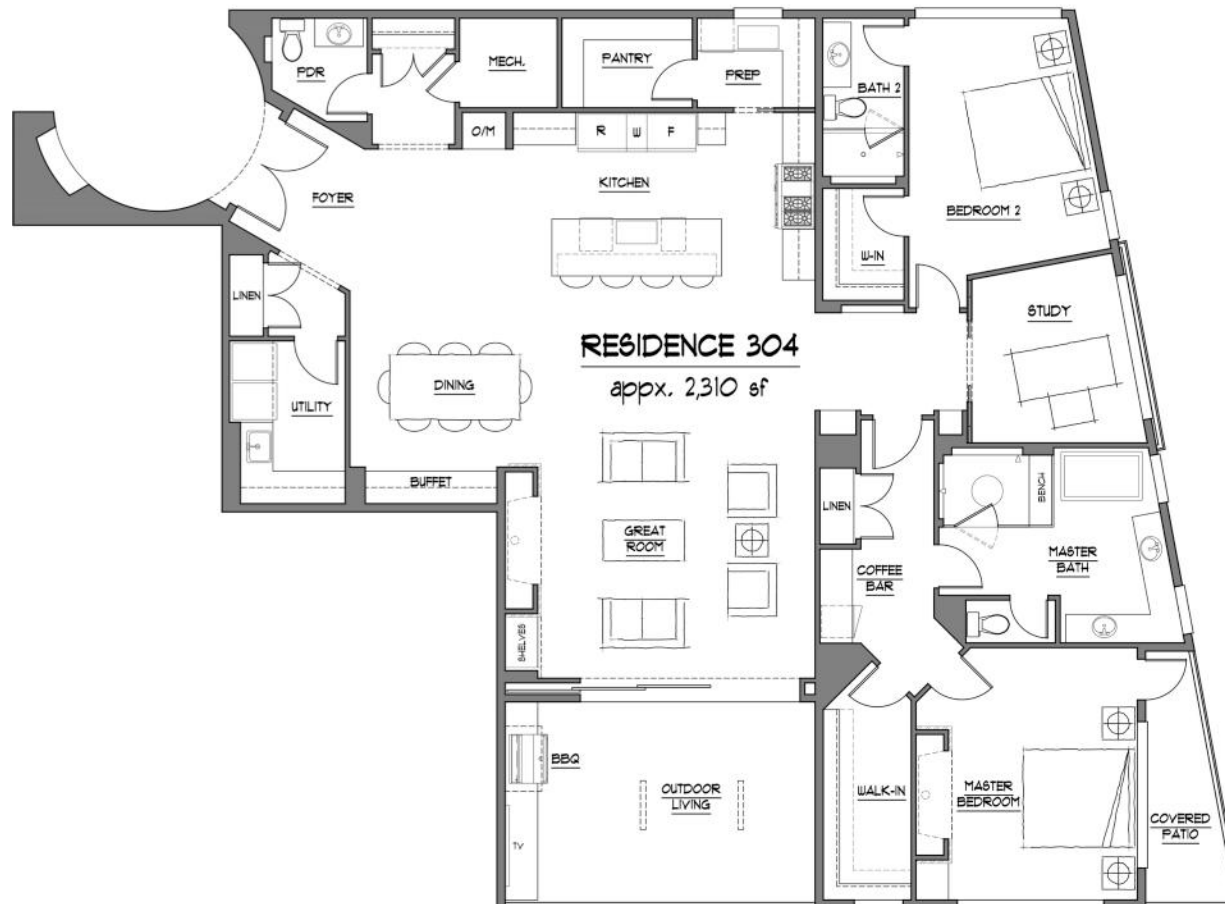 PDR
MECH.
PANTRY
PREP
BATH 2
O/M
R
W
F
KITCHEN
FOYER
BEDROOM 2
W-IN
LINEN
STUDY
RESIDENCE 304
appx. 2,310 sf
DINING
UTILITY
BUFFET
BENCH
LINEN
GREAT
ROOM
MASTER
BATH
COFFEE
BAR
SHELVES
BBQ
OUTDOOR
LIVING
WALK-IN
MASTER
BEDROOM
COVERED
PATIO
TV